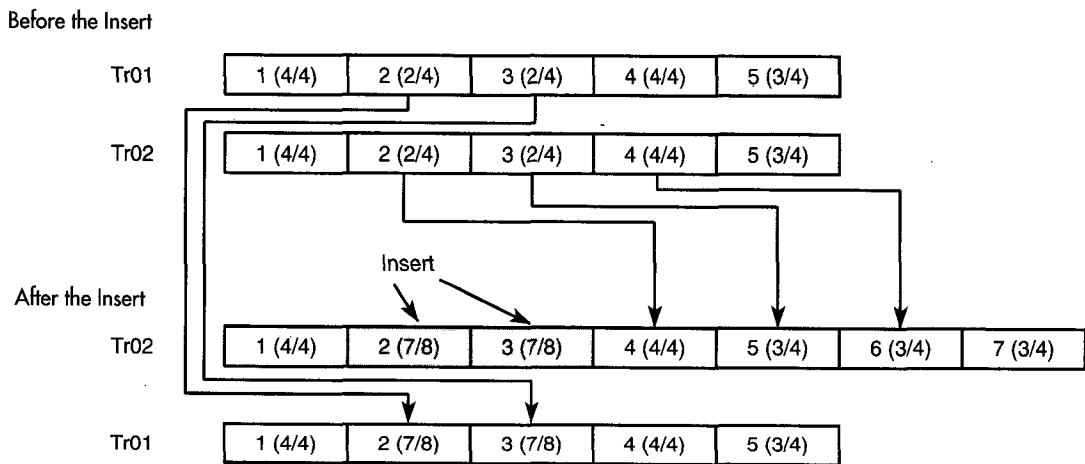 Before the Insert
Tr01 1 (4/4) 2 (2/4) 3 (2/4) 4 (4/4) 5 (3/4)
Tr02 1 (4/4) 2 (2/4) 3 (2/4) 4 (4/4) 5 (3/4)
Insert
After the Insert
Tr02 1 (4/4) 2 (7/8) 3 (7/8) 4 (4/4) 5 (3/4) 6 (3/4) 7 (3/4)
Tr01 1 (4/4) 2 (7/8) 3 (7/8) 4 (4/4) 5 (3/4)